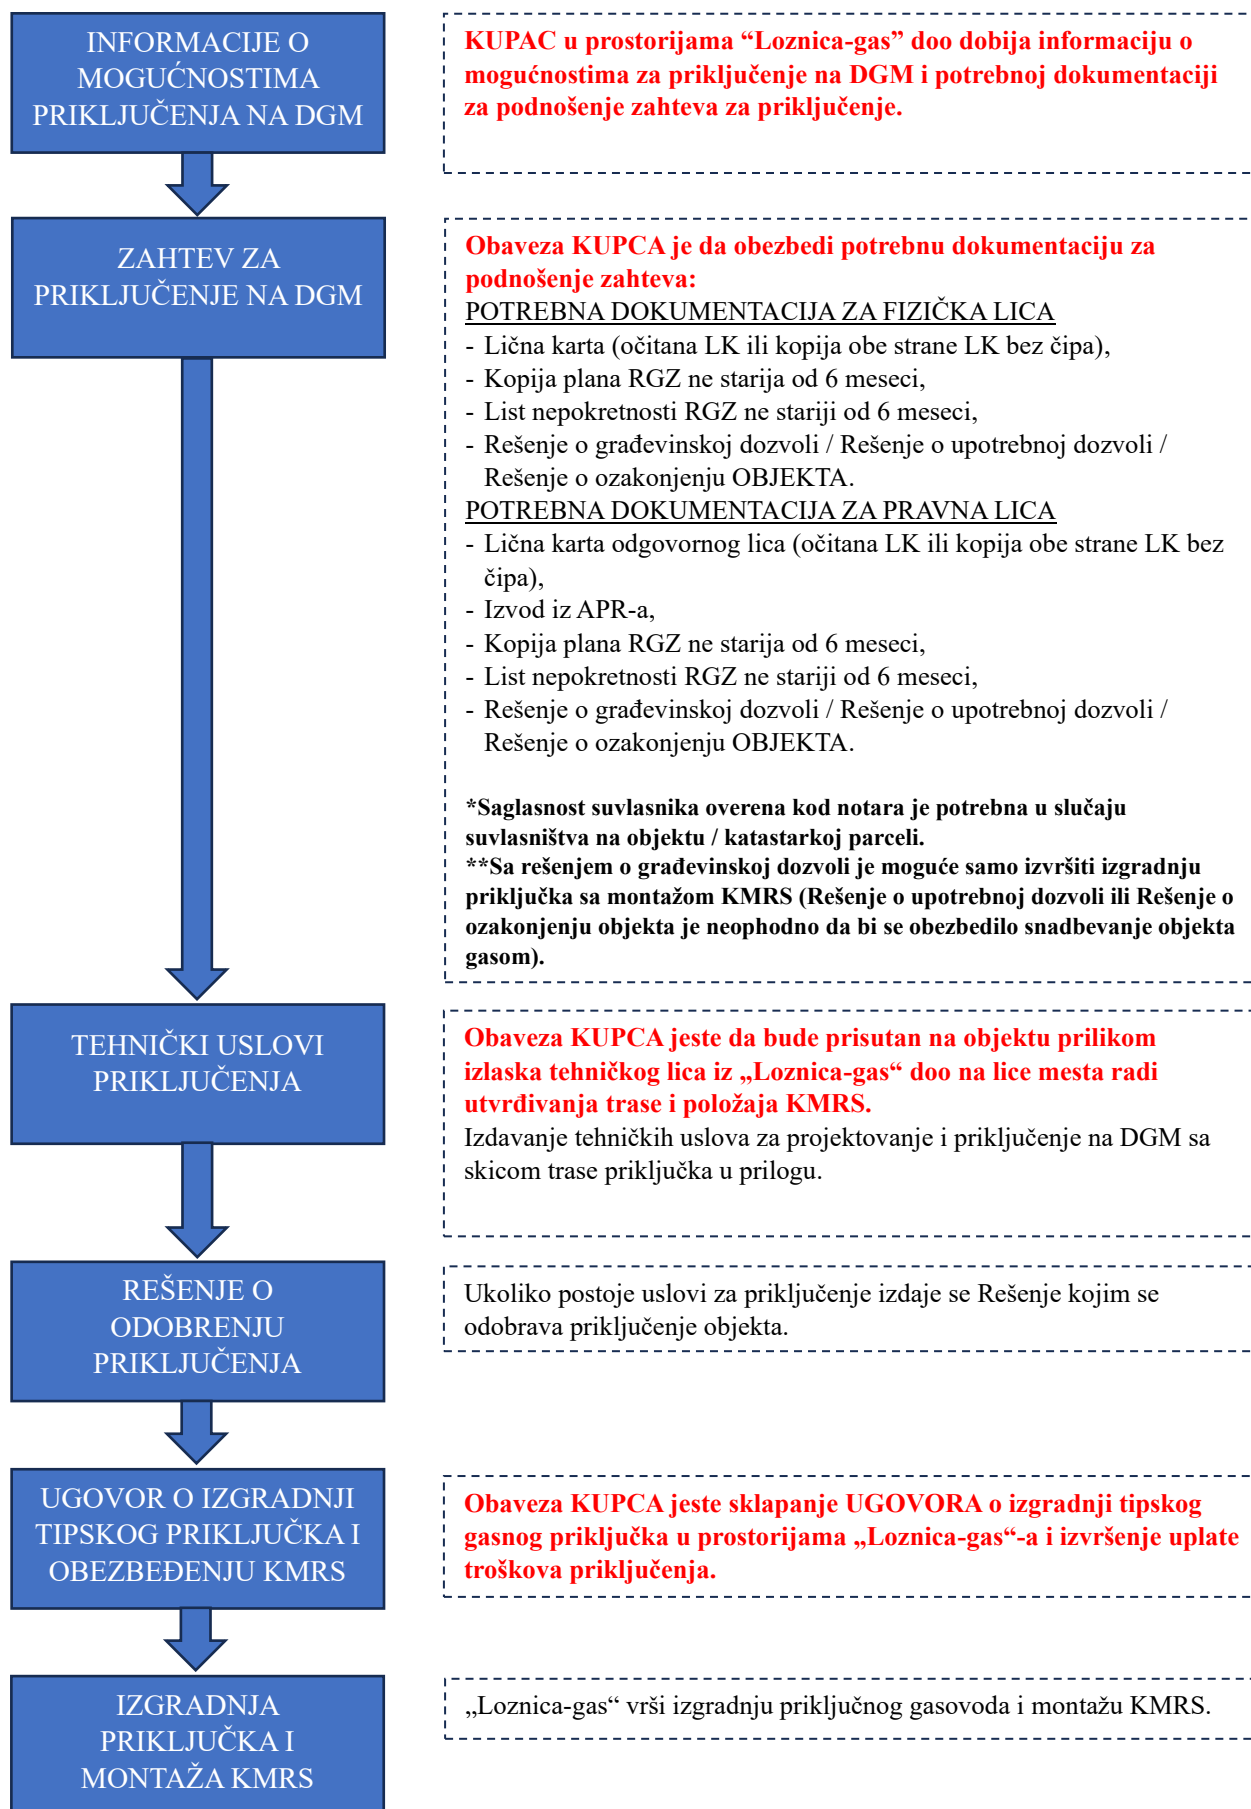 INFORMACIJE O
MOGUĆNOSTIMA
PRIKLJUČENJA NA DGM
KUPAC u prostorijama “Loznica-gas” doo dobija informaciju o
mogućnostima za priključenje na DGM i potrebnoj dokumentaciji
za podnošenje zahteva za priključenje.
ZAHTEV ZA
PRIKLJUČENJE NA DGM
Obaveza KUPCA je da obezbedi potrebnu dokumentaciju za
podnošenje zahteva:
POTREBNA DOKUMENTACIJA ZA FIZIČKA LICA
- Lična karta (očitana LK ili kopija obe strane LK bez čipa),
- Kopija plana RGZ ne starija od 6 meseci,
- List nepokretnosti RGZ ne stariji od 6 meseci,
- Rešenje o građevinskoj dozvoli / Rešenje o upotrebnoj dozvoli /
Rešenje o ozakonjenju OBJEKTA.
POTREBNA DOKUMENTACIJA ZA PRAVNA LICA
- Lična karta odgovornog lica (očitana LK ili kopija obe strane LK bez
čipa),
- Izvod iz APR-a,
- Kopija plana RGZ ne starija od 6 meseci,
- List nepokretnosti RGZ ne stariji od 6 meseci,
- Rešenje o građevinskoj dozvoli / Rešenje o upotrebnoj dozvoli /
Rešenje o ozakonjenju OBJEKTA.
*Saglasnost suvlasnika overena kod notara je potrebna u slučaju
suvlasništva na objektu / katastarkoj parceli.
**Sa rešenjem o građevinskoj dozvoli je moguće samo izvršiti izgradnju
priključka sa montažom KMRS (Rešenje o upotrebnoj dozvoli ili Rešenje o
ozakonjenju objekta je neophodno da bi se obezbedilo snadbevanje objekta
gasom).
TEHNIČKI USLOVI
PRIKLJUČENJA
Obaveza KUPCA jeste da bude prisutan na objektu prilikom
izlaska tehničkog lica iz „Loznica-gas“ doo na lice mesta radi
utvrđivanja trase i položaja KMRS.
Izdavanje tehničkih uslova za projektovanje i priključenje na DGM sa
skicom trase priključka u prilogu.
REŠENJE O
ODOBRENJU
PRIKLJUČENJA
Ukoliko postoje uslovi za priključenje izdaje se Rešenje kojim se
odobrava priključenje objekta.
UGOVOR O IZGRADNJI
TIPSKOG PRIKLJUČKA I
OBEZBEĐENJU KMRS
Obaveza KUPCA jeste sklapanje UGOVORA o izgradnji tipskog
gasnog priključka u prostorijama „Loznica-gas“-a i izvršenje uplate
troškova priključenja.
IZGRADNJA
PRIKLJUČKA I
MONTAŽA KMRS
„Loznica-gas“ vrši izgradnju priključnog gasovoda i montažu KMRS.